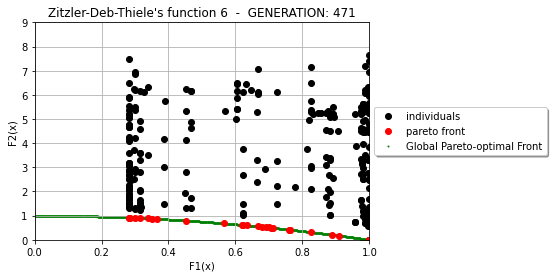 Zitzler-Deb-Thiele's function 6 - GENERATION: 471
9
8
7
6
5
4
3
2
1
0
F2(x)
0.0 0.2 0.4 0.6 0.8 1.0
F1(x)
individuals
pareto front
Global Pareto-optimal Front